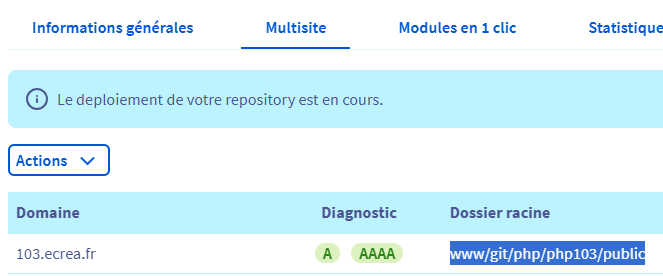 Informations générales Multisite Modules en 1 clic Statistique
Le deploiement de votre repository est en cours.
Actions
Domaine Diagnostic Dossier racine
103.ecrea.fr A AAAA www/git/php/php103/public